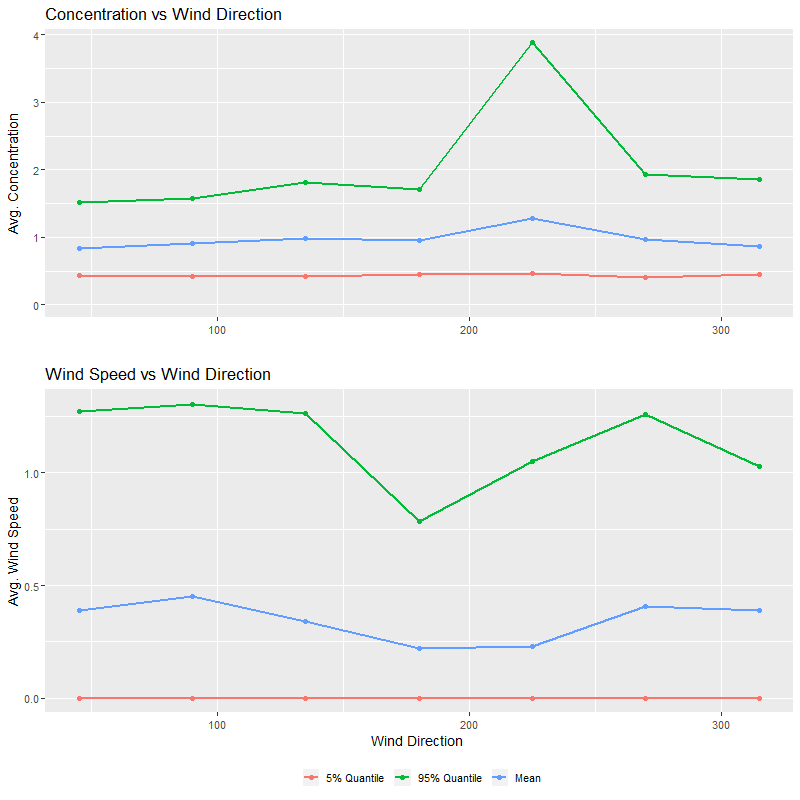 Concentration vs Wind Direction
Avg. Concentration
4
3
2
1
0
100 200 300
Wind Speed vs Wind Direction
Avg. Wind Speed
1.0
0.5
0.0
100 200 300
Wind Direction
5% Quantile 95% Quantile Mean